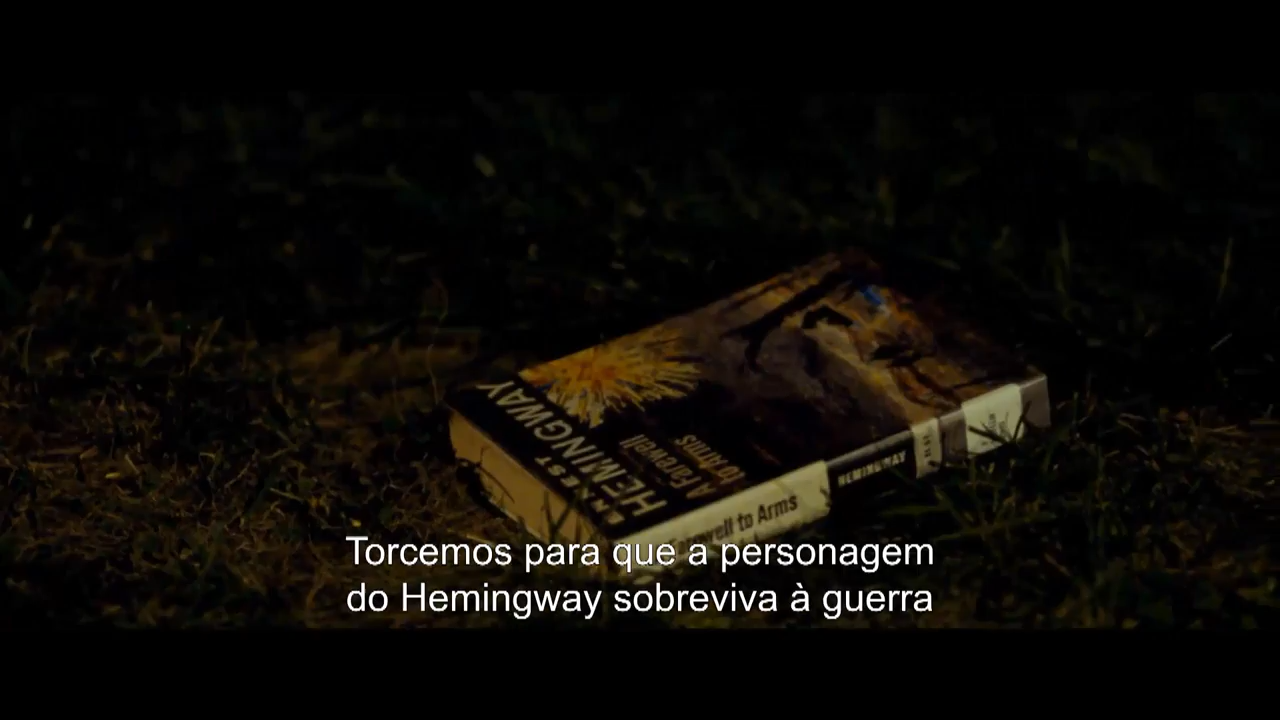 ERNEST
HEMINGWAY
A Farewell
to Arms
Farewell to Arms
HEMINGWAY
Torcemos para que a personagem
do Hemingway sobreviva à guerra